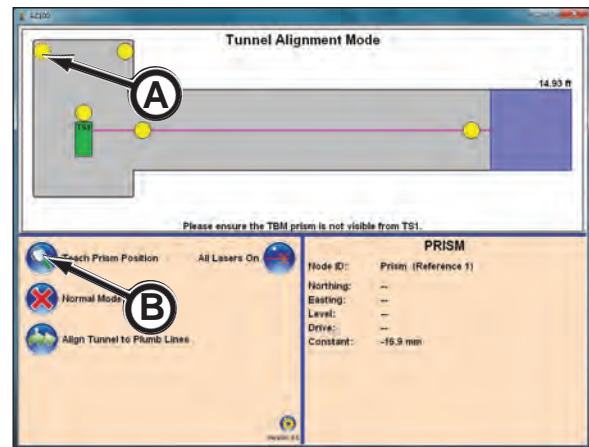 AZ100
Tunnel Alignment Mode
14.93 ft
A
TS1
Please ensure the TBM prism is not visible from TS1.
Teach Prism Position
All Lasers On
B
Normal Mode
Align Tunnel to Plumb Lines
PRISM
Node ID: Prism (Reference 1)
Northing: --
Easting: --
Level: --
Drive: --
Constant: -16.9 mm